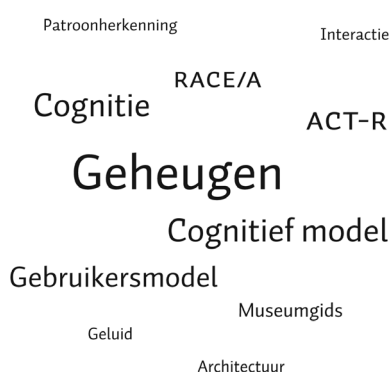 Patroonherkenning
Interactie
RACE/A
Cognitie
ACT-R
Geheugen
Cognitief model
Gebruikersmodel
Museumgids
Geluid
Architectuur